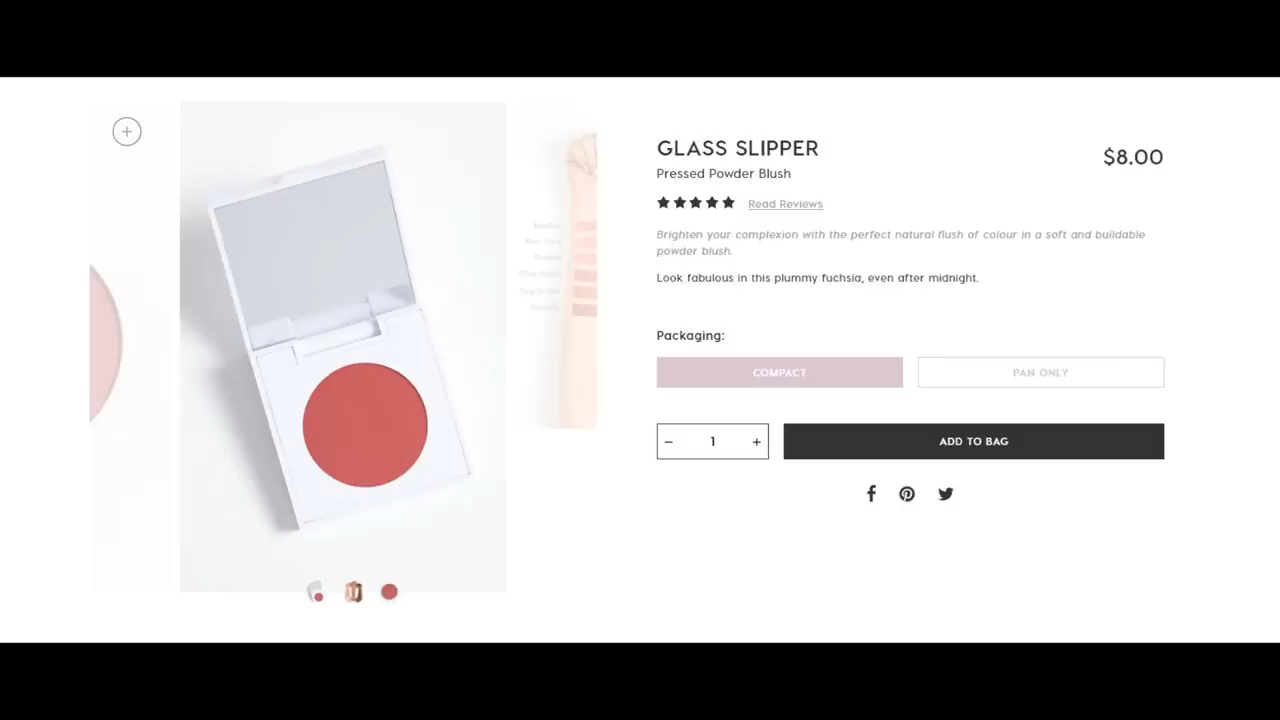 GLASS SLIPPER
$8.00
Pressed Powder Blush
Read Reviews
Brighten your complexion with the perfect natural flush of colour in a soft and buildable
powder blush.
Look fabulous in this plummy fuchsia, even after midnight.
Packaging:
COMPACT
PAN ONLY
− 1 +
ADD TO BAG